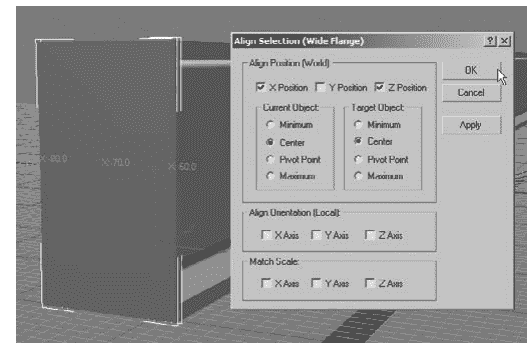 Align Selection (Wide Flange)
Align Position (World):
X Position Y Position Z Position
Current Object: Target Object:
Minimum Minimum
Center Center
Pivot Point Pivot Point
Maximum Maximum
Align Orientation (Local):
X Axis Y Axis Z Axis
Match Scale:
X Axis Y Axis Z Axis
OK
Cancel
Apply
X:-70.0